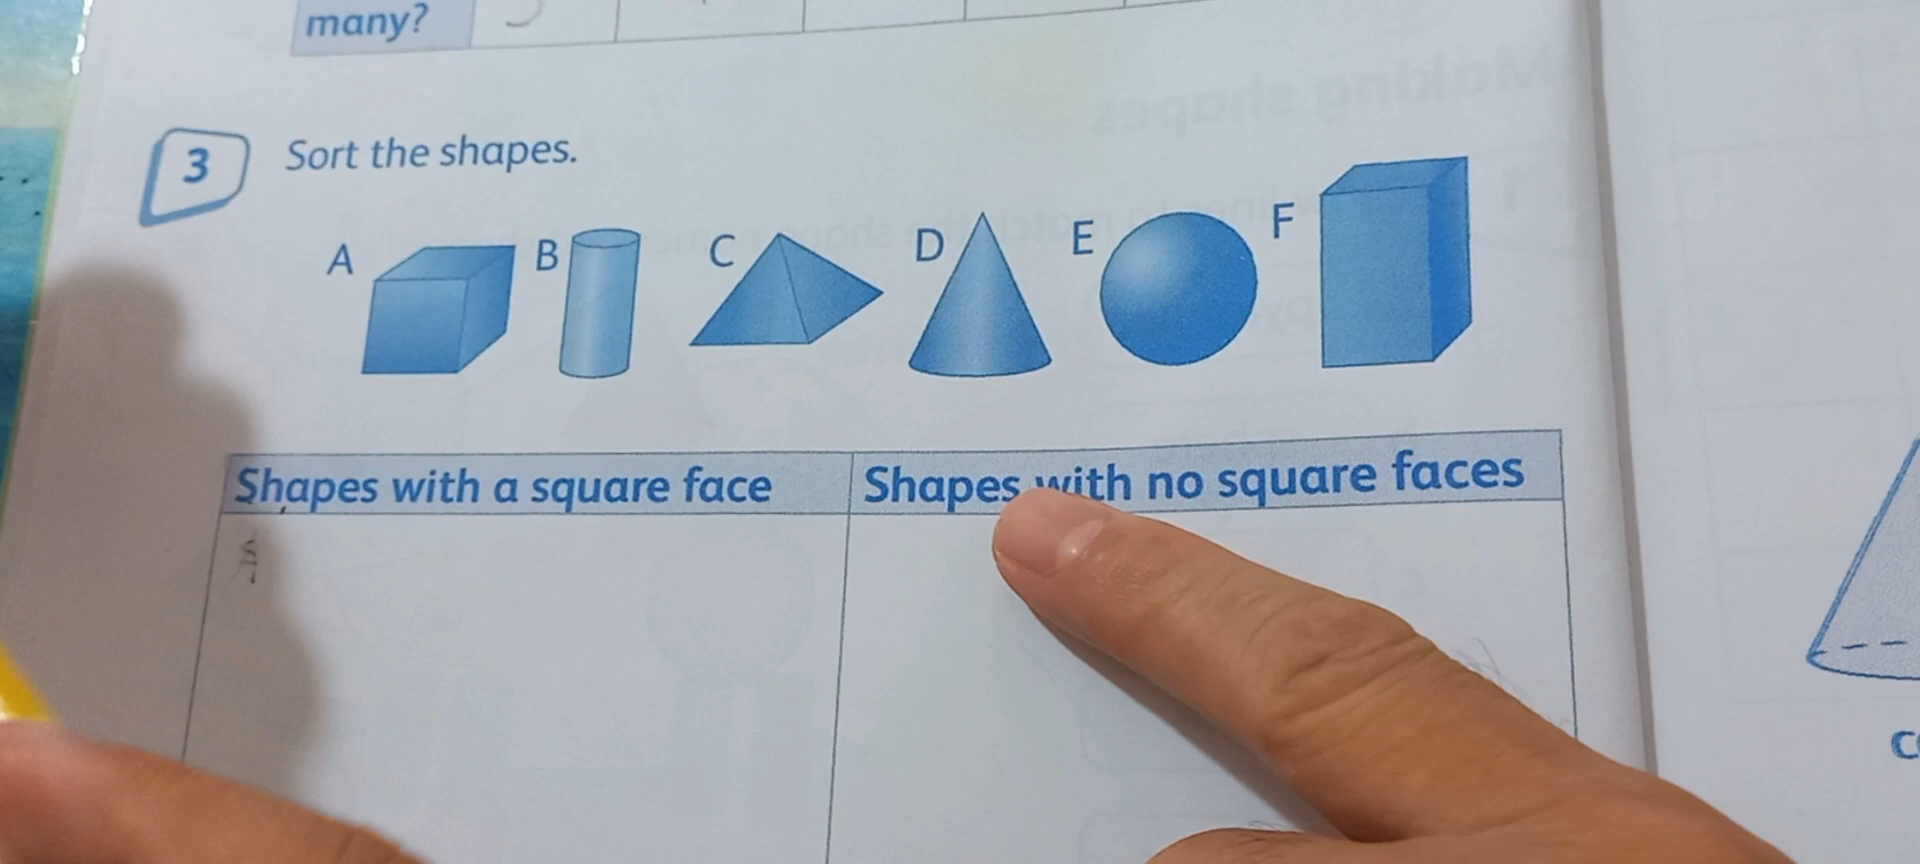 many?
3 Sort the shapes.
A B C D E F
Shapes with a square face Shapes with no square faces